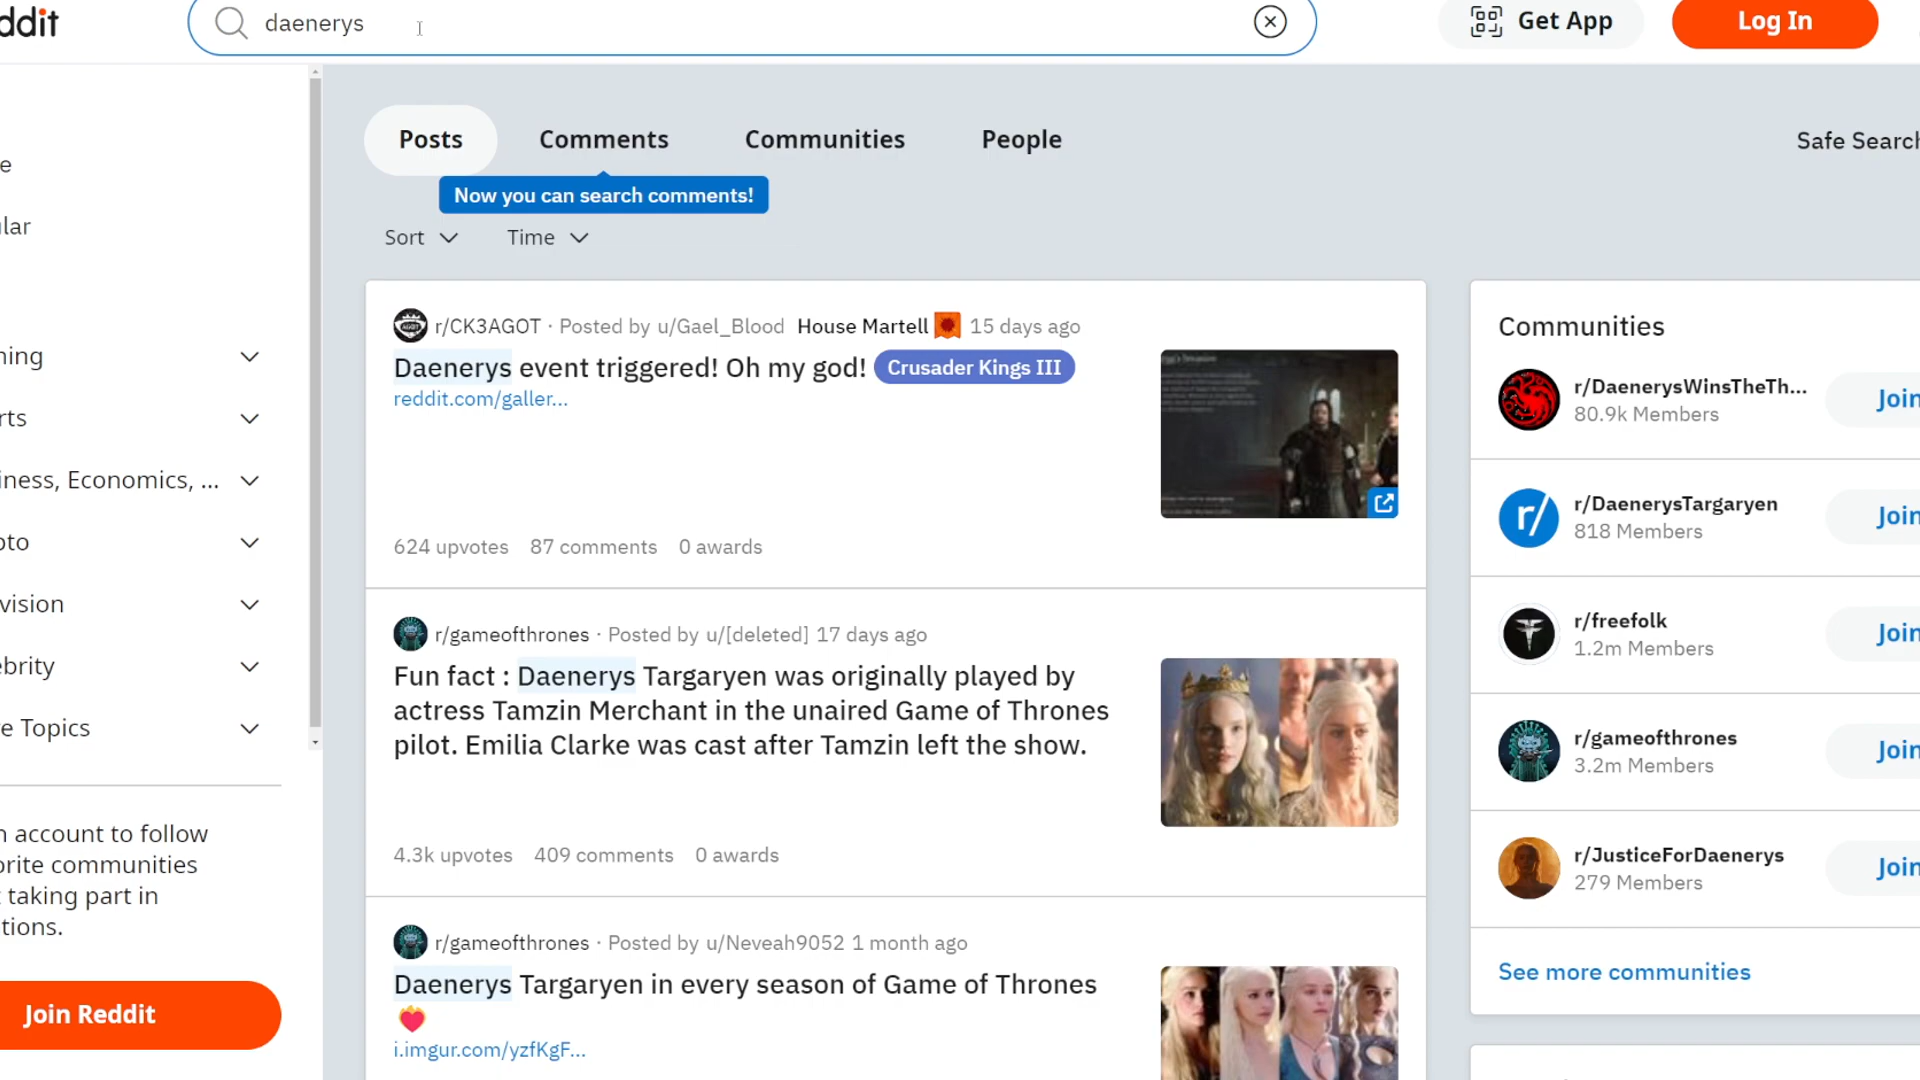 ddit
daenerys
Get App
Log In
Posts
Comments
Communities
People
Safe Search
Now you can search comments!
Sort
Time
e
lar
ning
rts
iness, Economics, ...
pto
vision
ebrity
e Topics
account to follow
orite communities
taking part in
tions.
Join Reddit
r/CK3AGOT · Posted by u/Gael_Blood House Martell 15 days ago
Daenerys event triggered! Oh my god! Crusader Kings III
reddit.com/galler...
624 upvotes 87 comments 0 awards
r/gameofthrones · Posted by u/[deleted] 17 days ago
Fun fact : Daenerys Targaryen was originally played by
actress Tamzin Merchant in the unaired Game of Thrones
pilot. Emilia Clarke was cast after Tamzin left the show.
4.3k upvotes 409 comments 0 awards
r/gameofthrones · Posted by u/Neveah9052 1 month ago
Daenerys Targaryen in every season of Game of Thrones
i.imgur.com/yzfKgF...
Communities
r/DaenerysWinsTheTh...
80.9k Members
Join
r/DaenerysTargaryen
818 Members
Join
r/freefolk
1.2m Members
Join
r/gameofthrones
3.2m Members
Join
r/JusticeForDaenerys
279 Members
Join
See more communities